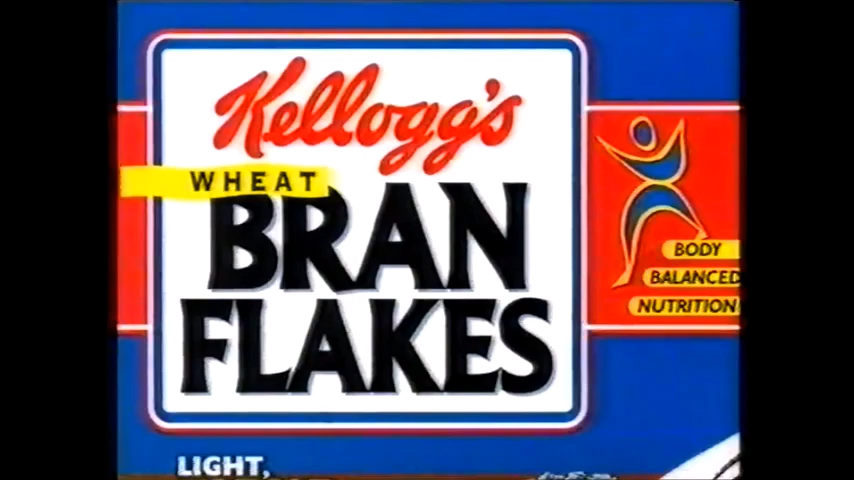 Kellogg's
WHEAT
BRAN
FLAKES
BODY
BALANCED
NUTRITION
LIGHT,